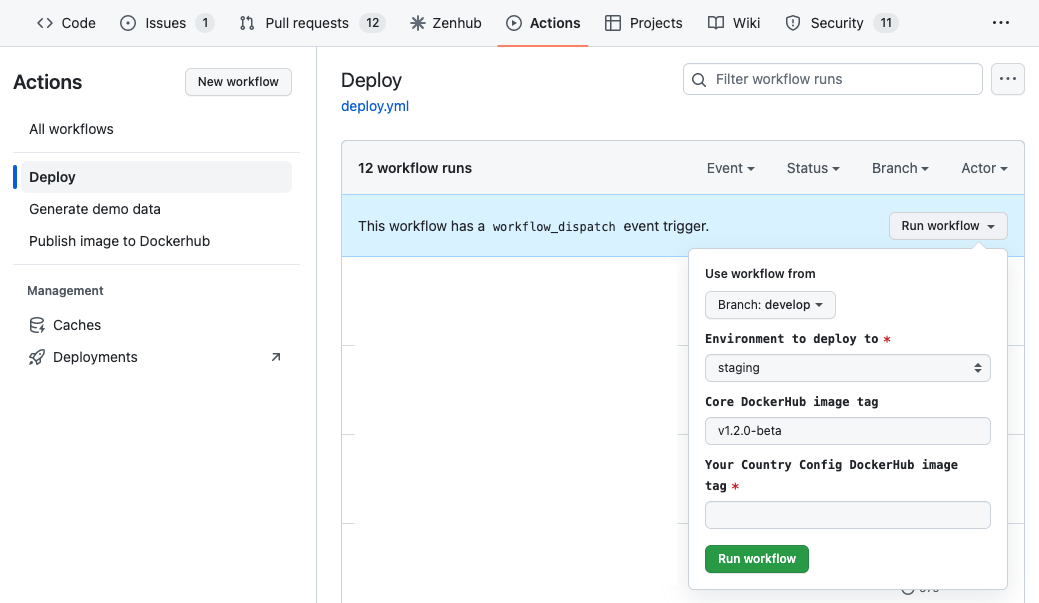 Code Issues 1 Pull requests 12 Zenhub Actions Projects Wiki Security 11 ...
Actions
New workflow
All workflows
Deploy
Generate demo data
Publish image to Dockerhub
Management
Caches
Deployments
Deploy
deploy.yml
Filter workflow runs
...
12 workflow runs Event Status Branch Actor
This workflow has a workflow_dispatch event trigger.
Run workflow
Use workflow from
Branch: develop
Environment to deploy to *
staging
Core DockerHub image tag
v1.2.0-beta
Your Country Config DockerHub image
tag *
Run workflow